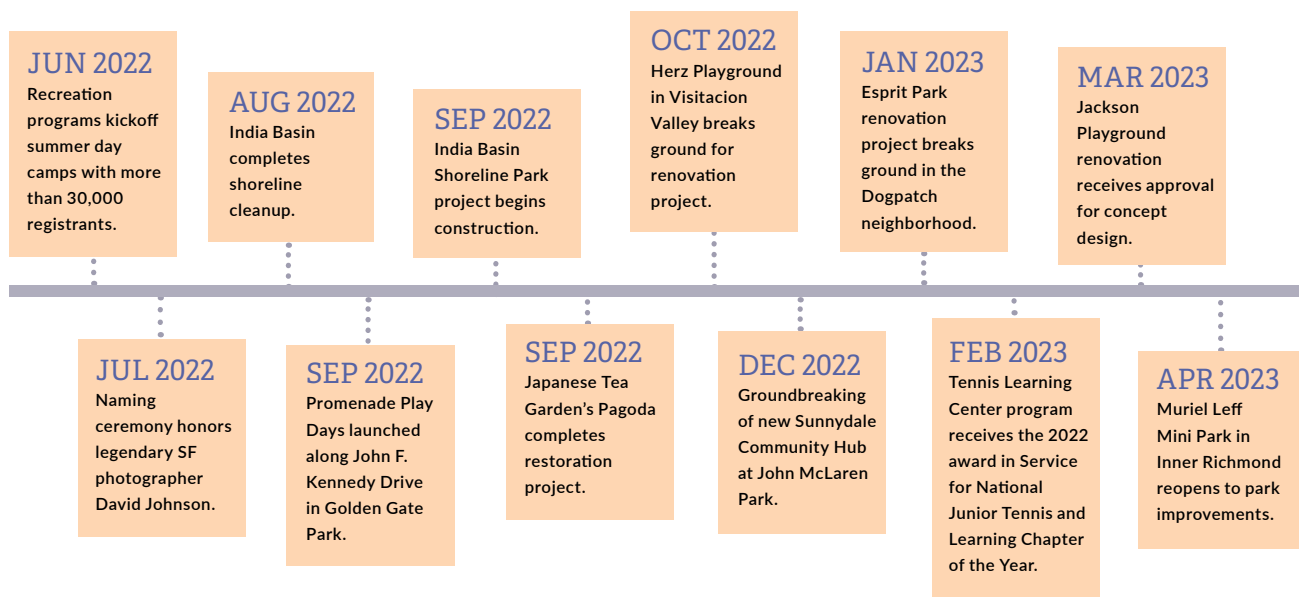 JUN 2022
Recreation
programs kickoff
summer day
camps with more
than 30,000
registrants.
JUL 2022
Naming
ceremony honors
legendary SF
photographer
David Johnson.
AUG 2022
India Basin
completes
shoreline
cleanup.
SEP 2022
Promenade Play
Days launched
along John F.
Kennedy Drive
in Golden Gate
Park.
SEP 2022
India Basin
Shoreline Park
project begins
construction.
SEP 2022
Japanese Tea
Garden’s Pagoda
completes
restoration
project.
OCT 2022
Herz Playground
in Visitacion
Valley breaks
ground for
renovation
project.
DEC 2022
Groundbreaking
of new Sunnydale
Community Hub
at John McLaren
Park.
JAN 2023
Esprit Park
renovation
project breaks
ground in the
Dogpatch
neighborhood.
FEB 2023
Tennis Learning
Center program
receives the 2022
award in Service
for National
Junior Tennis and
Learning Chapter
of the Year.
MAR 2023
Jackson
Playground
renovation
receives approval
for concept
design.
APR 2023
Muriel Leff
Mini Park in
Inner Richmond
reopens to park
improvements.